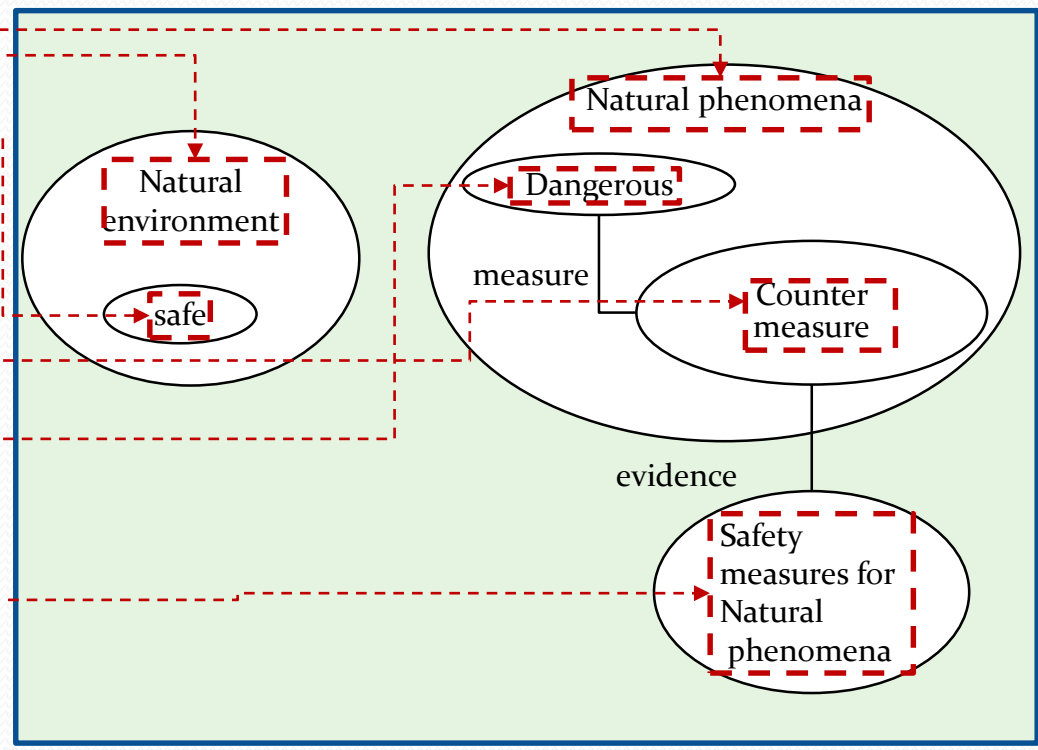 Natural phenomena
Natural
environment
Dangerous
measure
safe
Counter
measure
evidence
Safety
measures for
Natural
phenomena